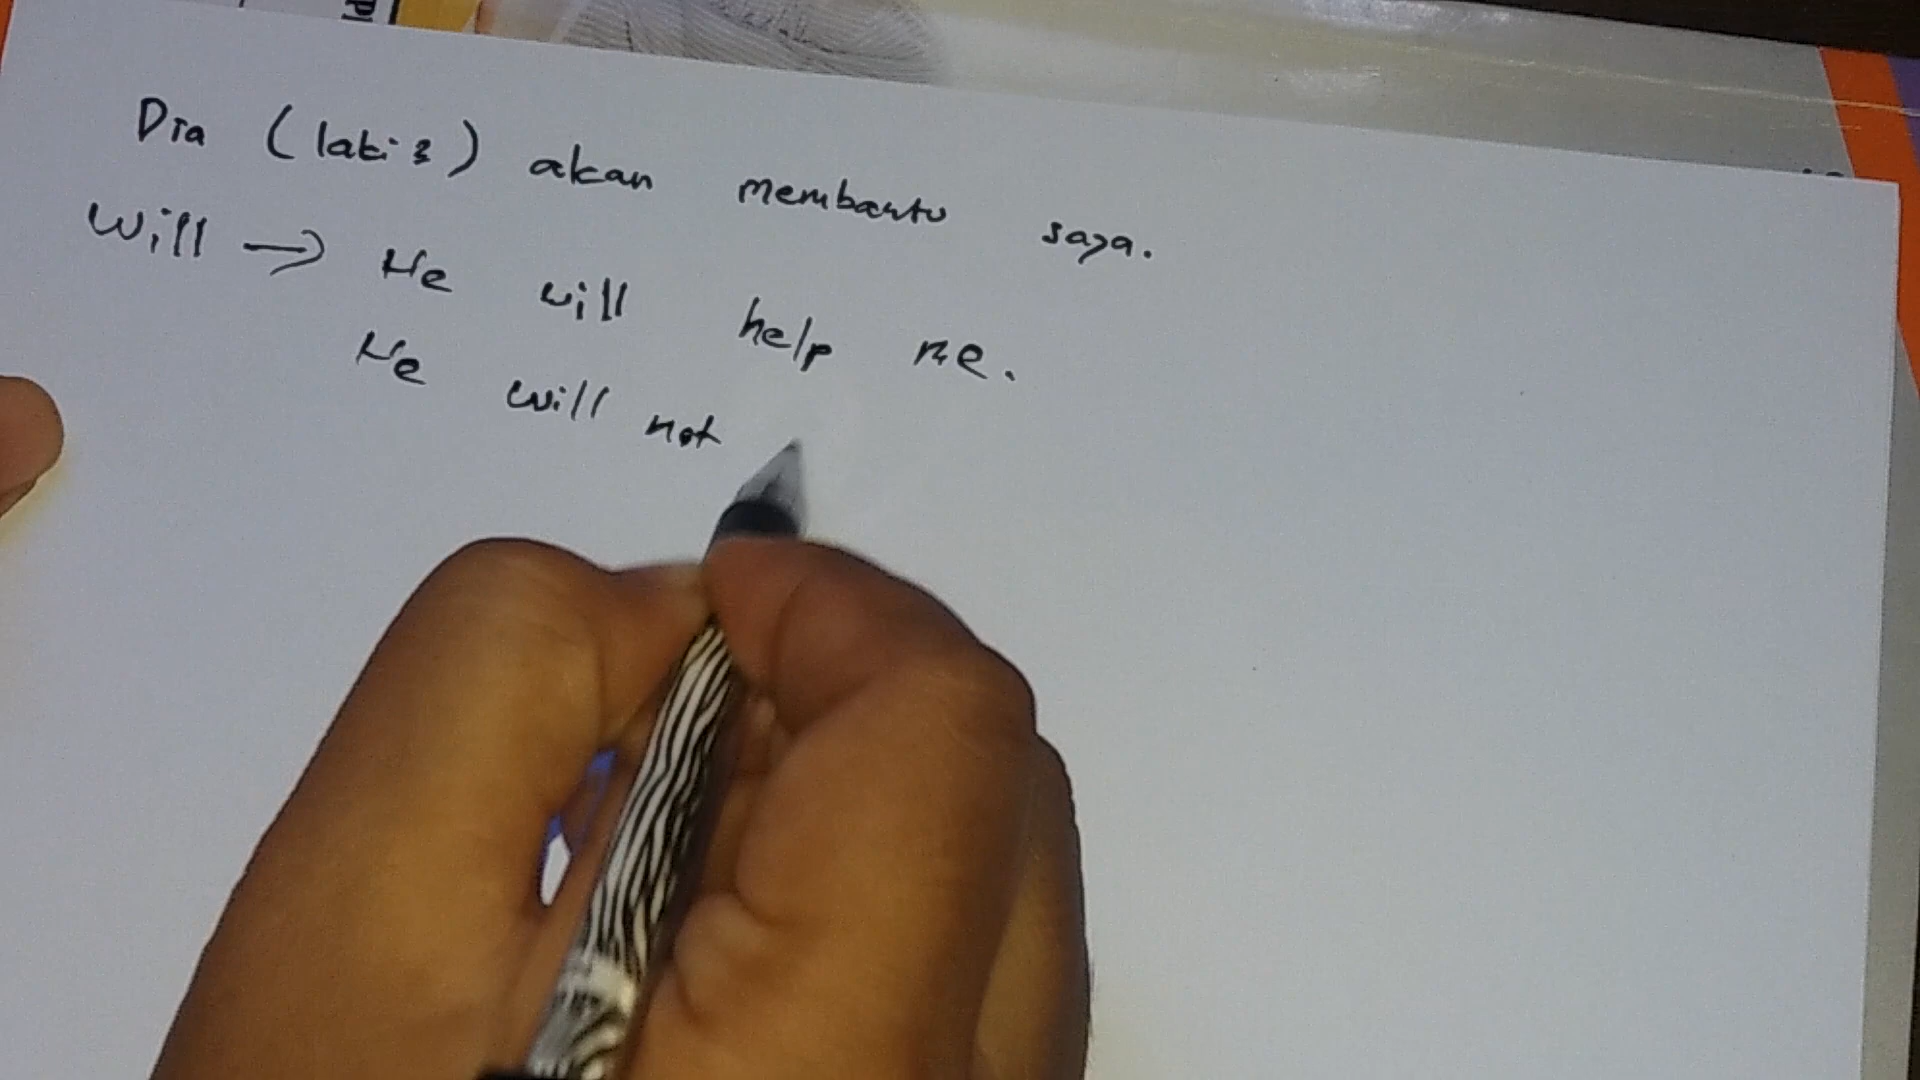 Dia (laki2) akan membantu saya.
Will → He will help me.
He will not